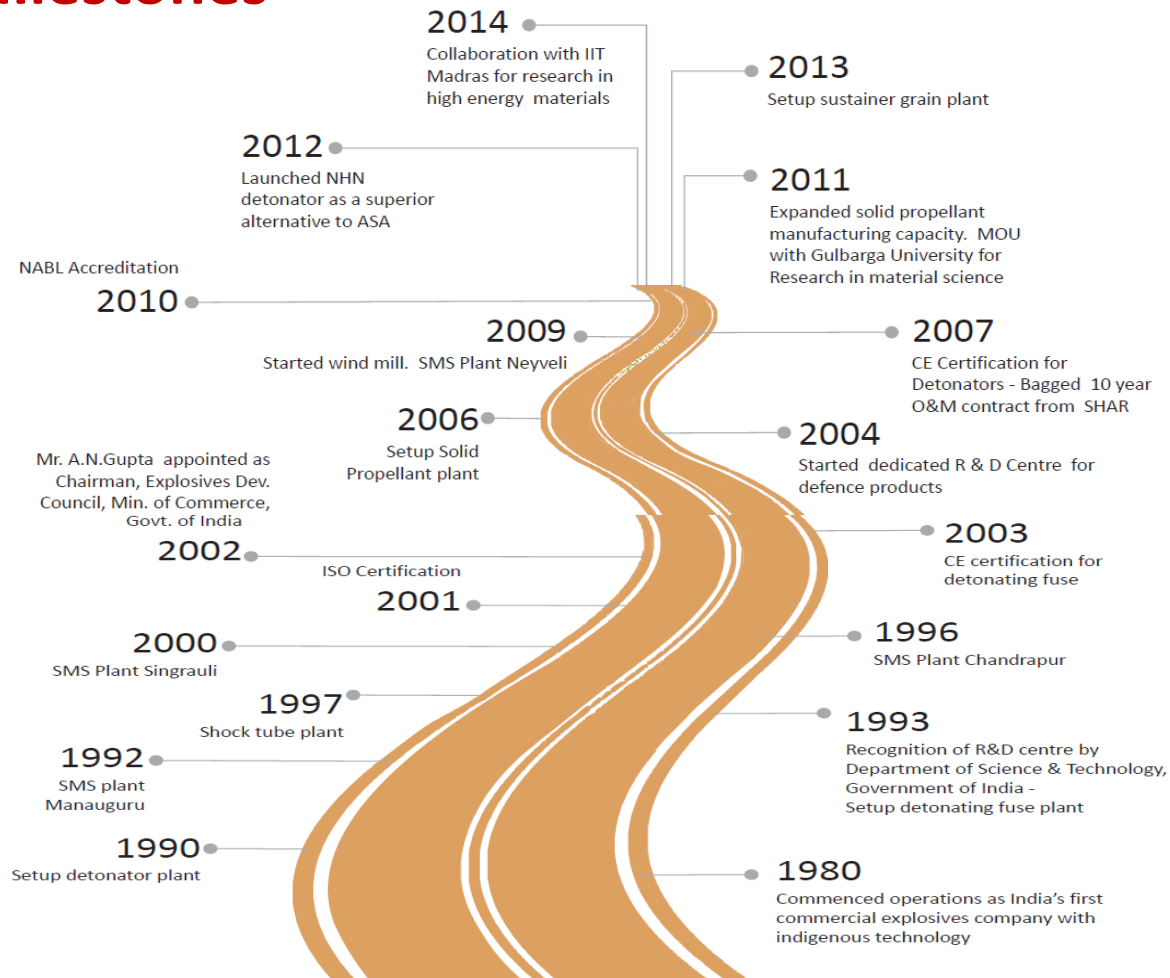 2014
Collaboration with IIT
Madras for research in
high energy materials
2013
Setup sustainer grain plant
2012
Launched NHN
detonator as a superior
alternative to ASA
2011
Expanded solid propellant
manufacturing capacity. MOU
with Gulbarga University for
Research in material science
NABL Accreditation
2010
2009
Started wind mill. SMS Plant Neyveli
2007
CE Certification for
Detonators - Bagged 10 year
O&M contract from SHAR
2006
Setup Solid
Propellant plant
2004
Started dedicated R & D Centre for
defence products
Mr. A.N.Gupta appointed as
Chairman, Explosives Dev.
Council, Min. of Commerce,
Govt. of India
2002
2003
CE certification for
detonating fuse
ISO Certification
2001
2000
SMS Plant Singrauli
1996
SMS Plant Chandrapur
1997
Shock tube plant
1993
Recognition of R&D centre by
Department of Science & Technology,
Government of India -
Setup detonating fuse plant
1992
SMS plant
Manauguru
1990
Setup detonator plant
1980
Commenced operations as India's first
commercial explosives company with
indigenous technology